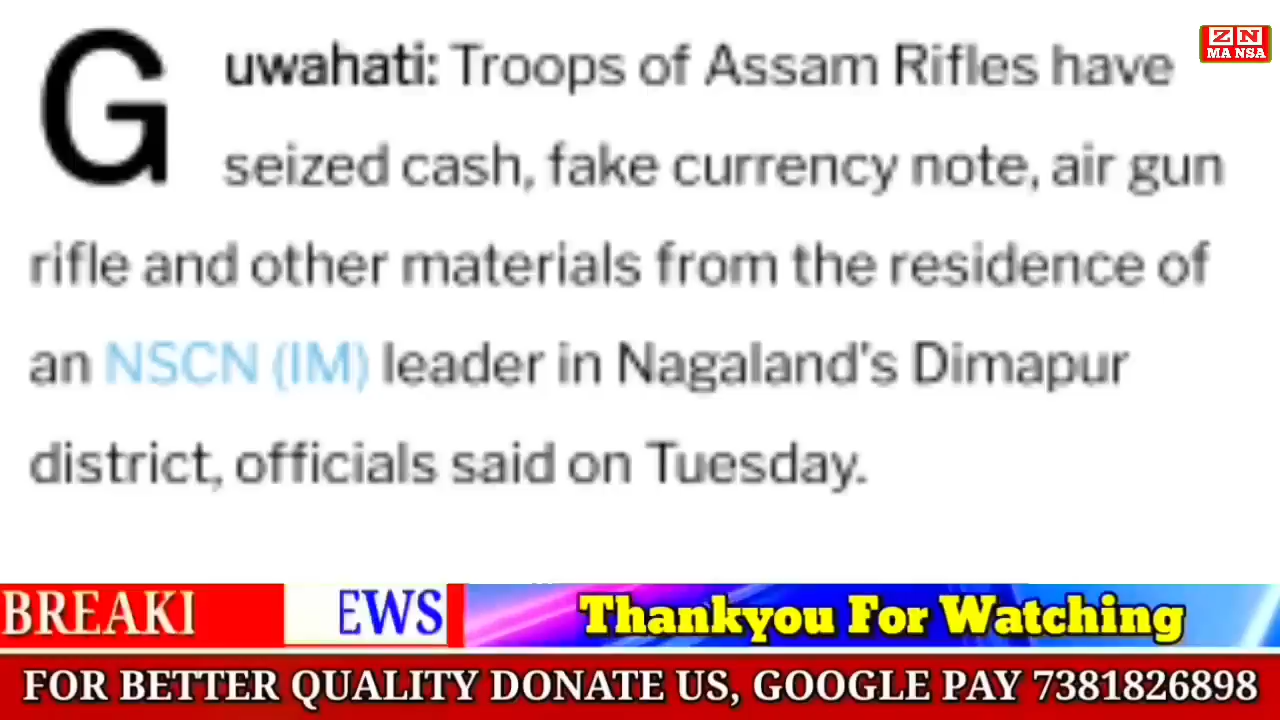 ZN
MANSA
Guwahati: Troops of Assam Rifles have
seized cash, fake currency note, air gun
rifle and other materials from the residence of
an NSCN (IM) leader in Nagaland's Dimapur
district, officials said on Tuesday.
BREAKI EWS
Thankyou For Watching
FOR BETTER QUALITY DONATE US, GOOGLE PAY 7381826898